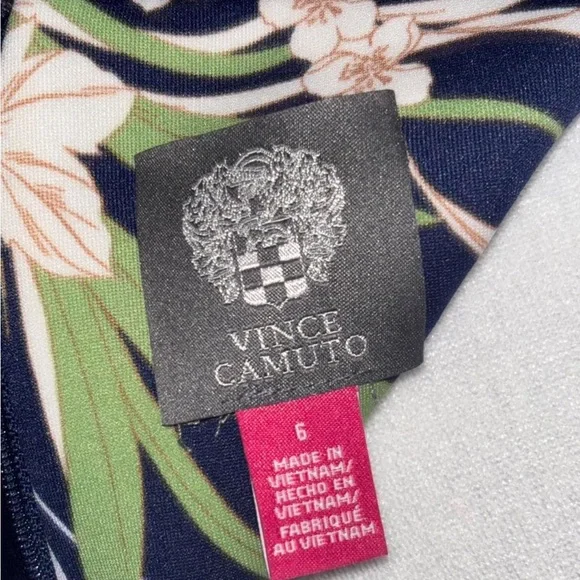 VINCE
CAMUTO
6
MADE IN
VIETNAM/
HECHO EN
VIETNAM/
FABRIQUÉ
AU VIETNAM